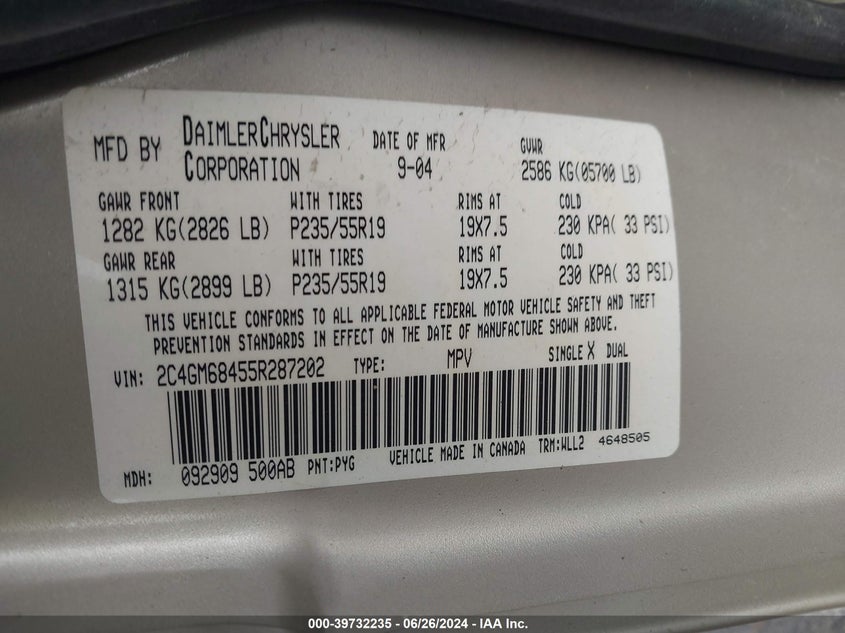 MFD BY DAIMLERCHRYSLER CORPORATION DATE OF MFR 9-04 GVWR 2586 KG(05700 LB)
GAWR FRONT WITH TIRES RIMS AT COLD
1282 KG(2826 LB) P235/55R19 19X7.5 230 KPA( 33 PSI)
GAWR REAR WITH TIRES RIMS AT COLD
1315 KG(2899 LB) P235/55R19 19X7.5 230 KPA( 33 PSI)
THIS VEHICLE CONFORMS TO ALL APPLICABLE FEDERAL MOTOR VEHICLE SAFETY AND THEFT
PREVENTION STANDARDS IN EFFECT ON THE DATE OF MANUFACTURE SHOWN ABOVE.
VIN: 2C4GM68455R287202 TYPE: MPV SINGLE X DUAL
MDH: 092909 500AB PNT:PYG VEHICLE MADE IN CANADA TRM:WLL2 4648505
000-39732235 - 06/26/2024 - IAA Inc.